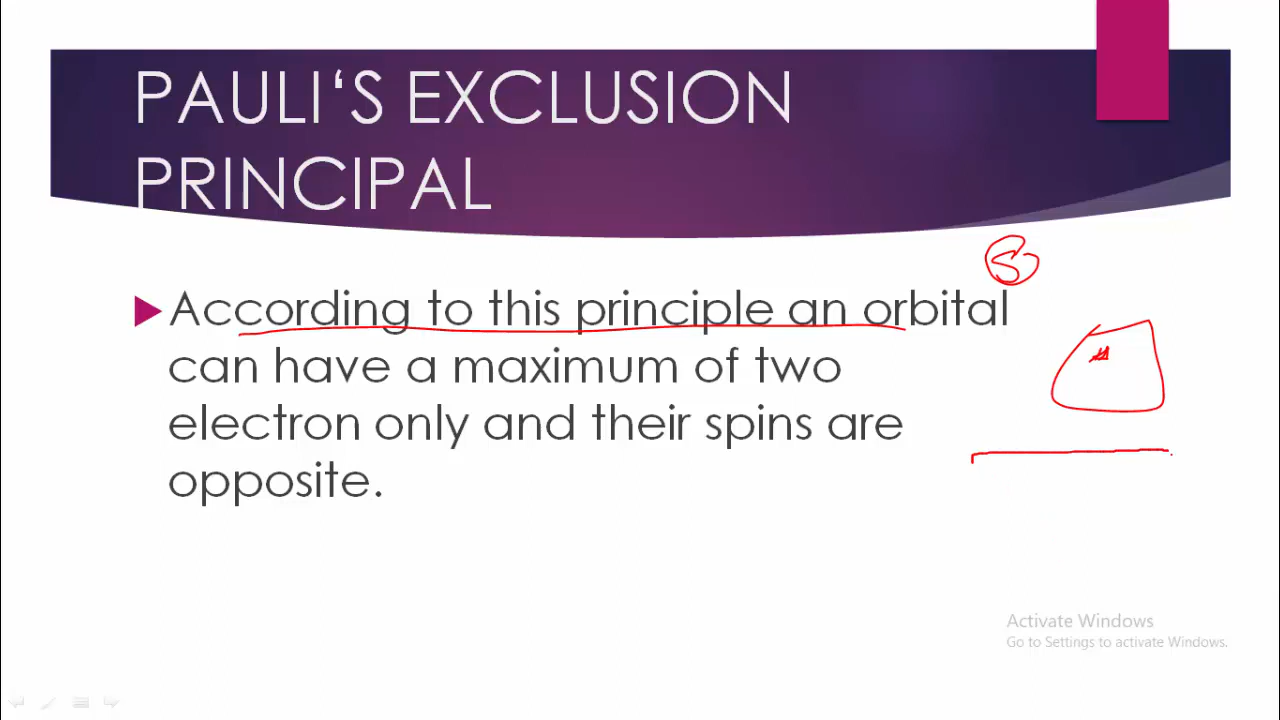 PAULI‘S EXCLUSION
PRINCIPAL
S
According to this principle an orbital
can have a maximum of two
electron only and their spins are
opposite.
Activate Windows
Go to Settings to activate Windows.